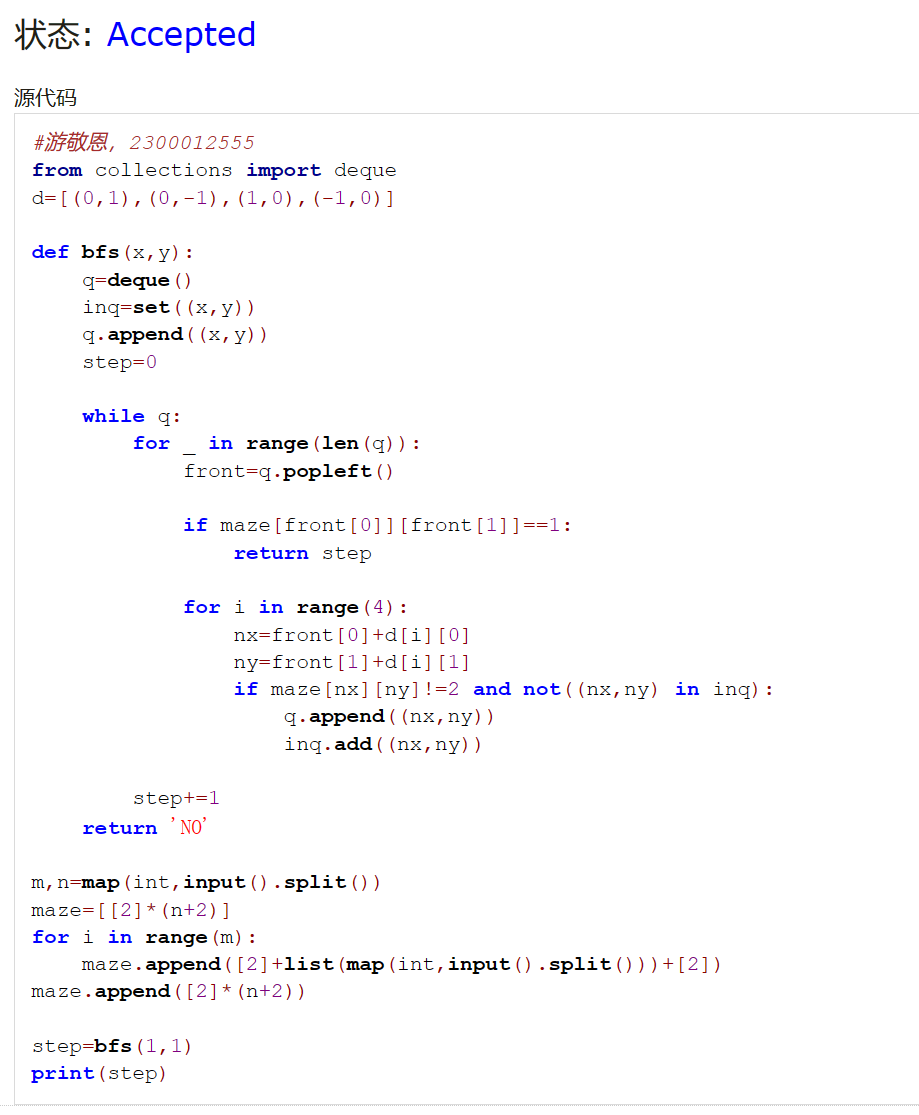 状态: Accepted
源代码
#游敬恩，2300012555
from collections import deque
d=[(0,1),(0,-1),(1,0),(-1,0)]
def bfs(x,y):
    q=deque()
    inq=set((x,y))
    q.append((x,y))
    step=0
    while q:
        for _ in range(len(q)):
            front=q.popleft()
            if maze[front[0]][front[1]]==1:
                return step
            for i in range(4):
                nx=front[0]+d[i][0]
                ny=front[1]+d[i][1]
                if maze[nx][ny]!=2 and not((nx,ny) in inq):
                    q.append((nx,ny))
                    inq.add((nx,ny))
        step+=1
    return 'NO'
m,n=map(int,input().split())
maze=[[2]*(n+2)]
for i in range(m):
    maze.append([2]+list(map(int,input().split()))+[2])
maze.append([2]*(n+2))
step=bfs(1,1)
print(step)